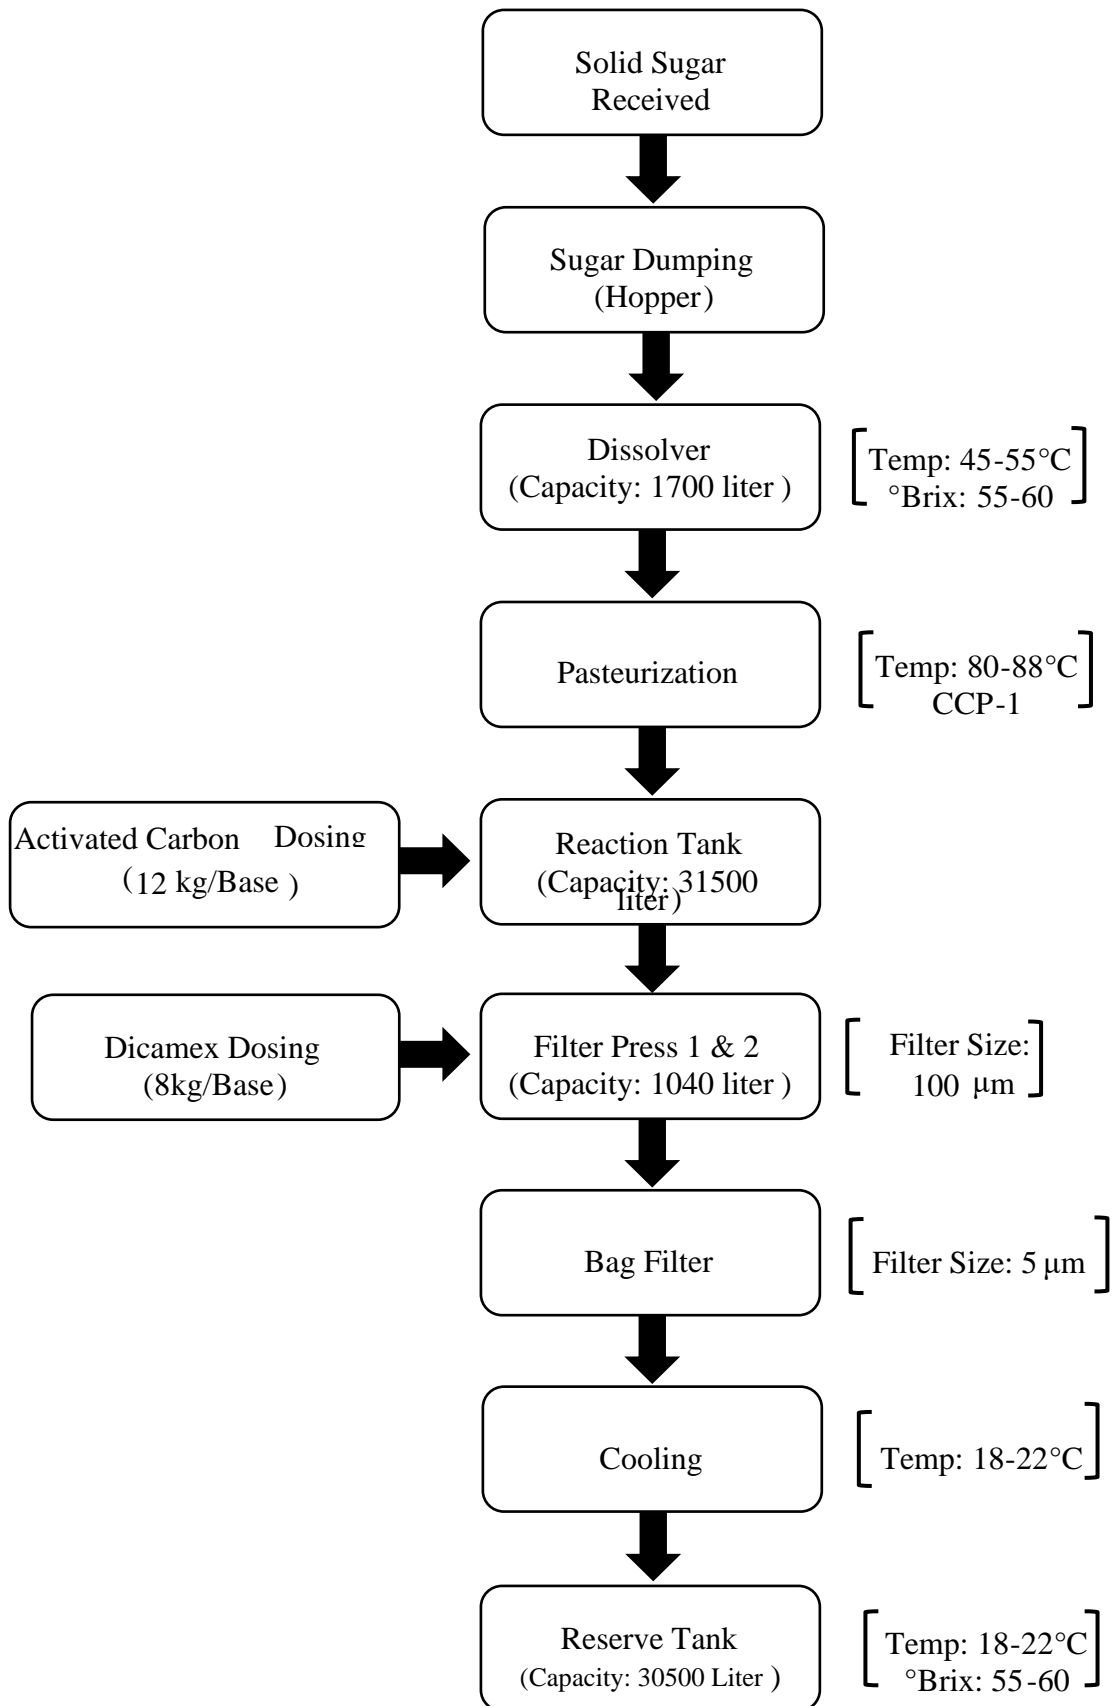 Solid Sugar
Received
Sugar Dumping
(Hopper)
Dissolver
(Capacity: 1700 liter )
Temp: 45-55°C
°Brix: 55-60
Pasteurization
Temp: 80-88°C
CCP-1
Activated Carbon Dosing
(12 kg/Base )
Reaction Tank
(Capacity: 31500
liter)
Dicamex Dosing
(8kg/Base)
Filter Press 1 & 2
(Capacity: 1040 liter )
Filter Size:
100 μm
Bag Filter
Filter Size: 5 μm
Cooling
Temp: 18-22°C
Reserve Tank
(Capacity: 30500 Liter )
Temp: 18-22°C
°Brix: 55-60